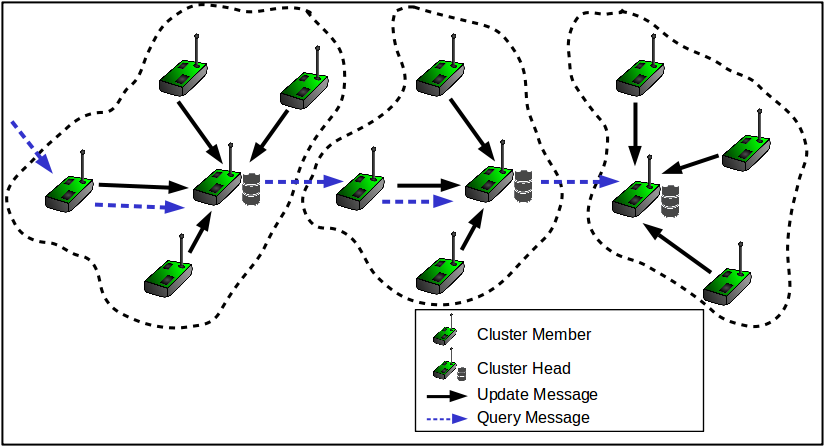 Cluster Member
Cluster Head
Update Message
Query Message